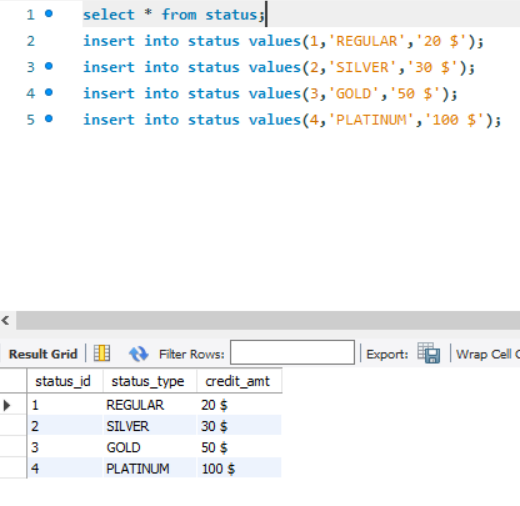 1 select * from status;
2 insert into status values(1,'REGULAR','20 $');
3 insert into status values(2,'SILVER','30 $');
4 insert into status values(3,'GOLD','50 $');
5 insert into status values(4,'PLATINUM','100 $');
Result Grid Filter Rows: Export: Wrap Cell C
status_id status_type credit_amt
1 REGULAR 20 $
2 SILVER 30 $
3 GOLD 50 $
4 PLATINUM 100 $